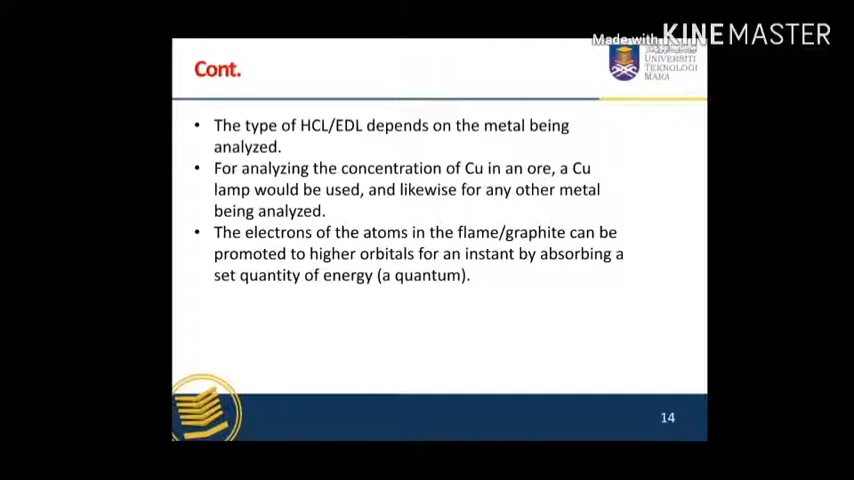 Made with KINEMASTER
Cont.
UNIVERSITI
TEKNOLOGI
MARA
• The type of HCL/EDL depends on the metal being
analyzed.
• For analyzing the concentration of Cu in an ore, a Cu
lamp would be used, and likewise for any other metal
being analyzed.
• The electrons of the atoms in the flame/graphite can be
promoted to higher orbitals for an instant by absorbing a
set quantity of energy (a quantum).
14